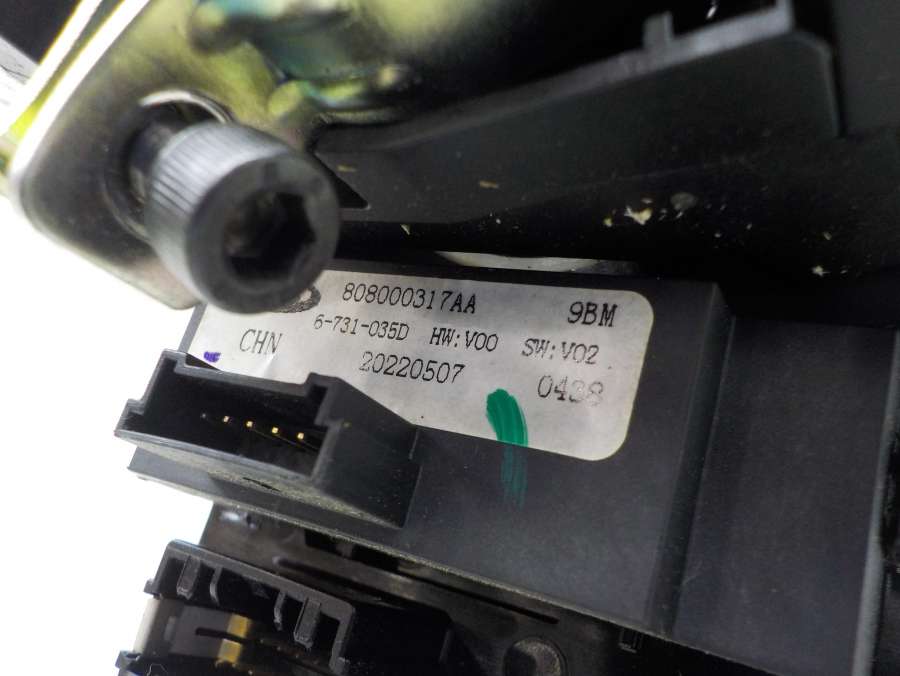 808000317AA 9BM
6-731-035D HW:V00 SW:V02
CHN 20220507 0438